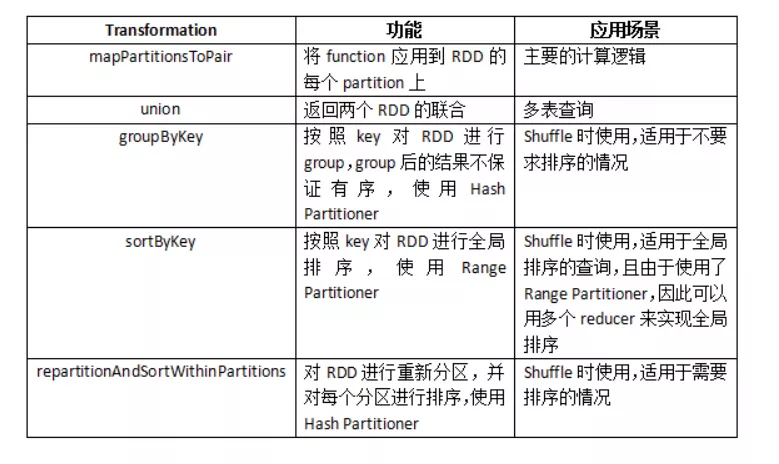 Transformation 功能 应用场景
mapPartitionsToPair 将 function 应用到 RDD 的 主要的计算逻辑
每个 partition 上
union 返回两个 RDD 的联合 多表查询
groupByKey 按照 key 对 RDD 进行 Shuffle 时使用,适用于不要
group,group 后的结果不保 求排序的情况
证有序，使用 Hash
Partitioner
sortByKey 按照 key 对 RDD 进行全局 Shuffle 时使用,适用于全局
排序，使用 Range 排序的查询,且由于使用了
Partitioner Range Partitioner,因此可以
用多个 reducer 来实现全局
排序
repartitionAndSortWithinPartitions 对 RDD 进行重新分区，并 Shuffle 时使用,适用于需要
对每个分区进行排序,使用 排序的情况
Hash Partitioner